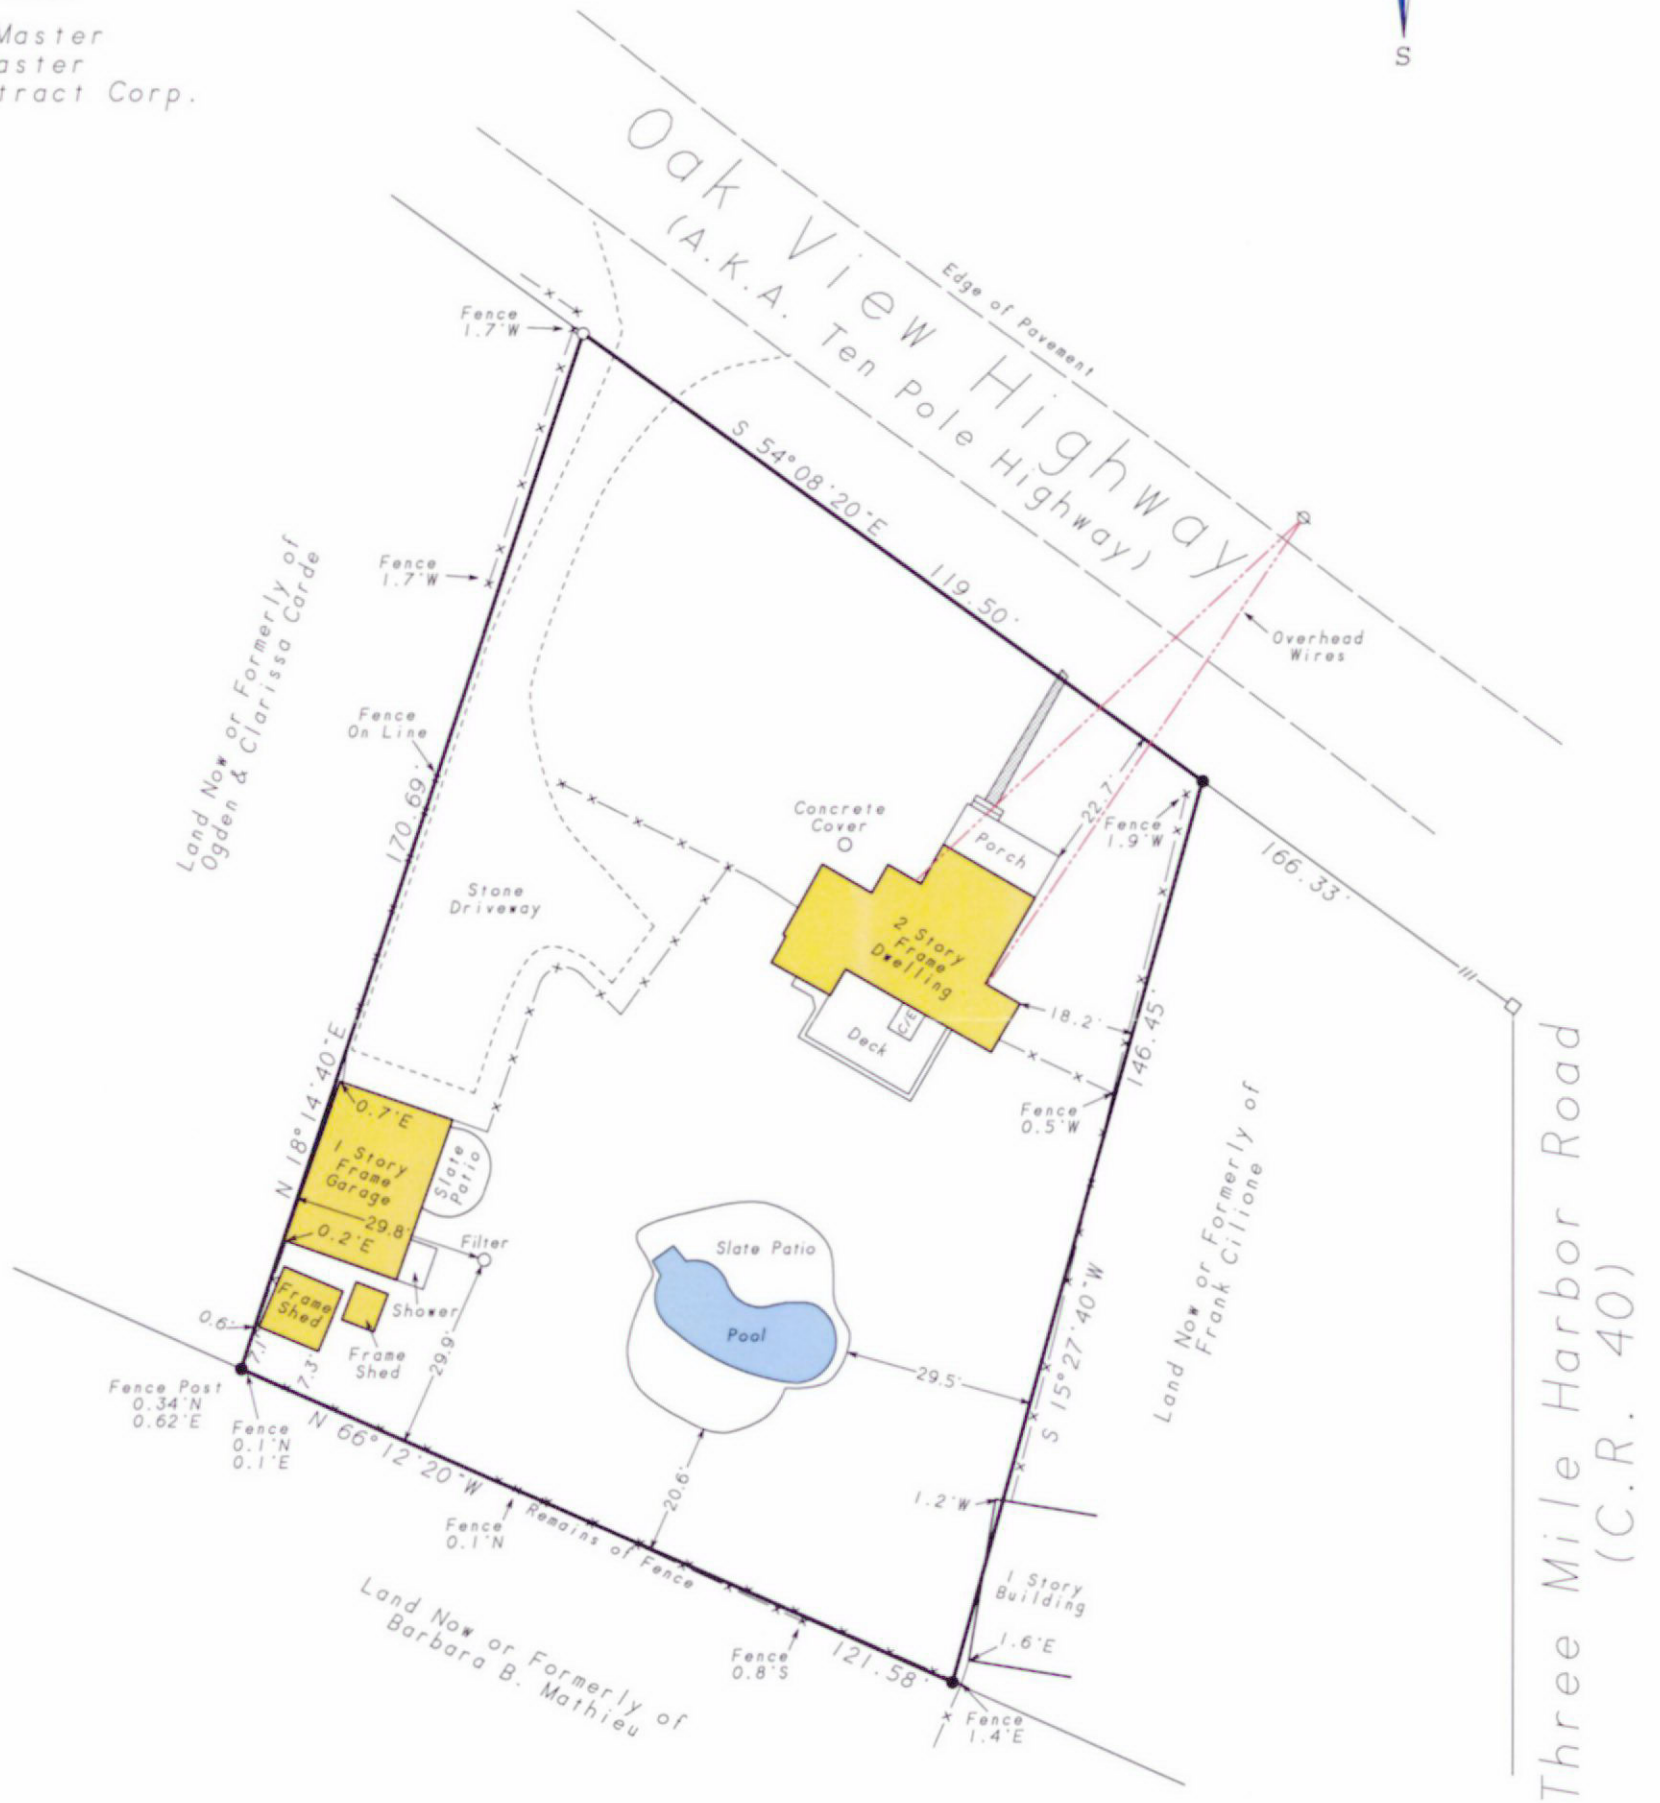 Master
aster
tract Corp.
S
Oak View Highway
(A.K.A. Ten Pole Highway)
Edge of Pavement
Fence
1.7'W
S 54°08'20"E
119.50'
Fence
1.7'W
Overhead
Wires
Land Now or Formerly of
Ogden & Clarissa Carde
Fence
On Line
170.69'
N 18°14'40"E
Concrete
Cover
Porch
22.7'
Fence
1.9'W
166.33'
Stone
Driveway
2 Story
Frame
Dwelling
C/E
Deck
18.2'
146.45'
S 15°27'40"W
Fence
0.5'W
Three Mile Harbor Road
(C.R. 40)
Land Now or Formerly of
Frank Cilione
0.7'E
1 Story
Frame
Garage
29.8'
0.2'E
Slate
Patio
Filter
Shower
Frame
Shed
Frame
Shed
0.6'
7.1'
7.3'
29.9'
Slate Patio
Pool
29.5'
20.6'
Fence Post
0.34'N
0.62'E
Fence
0.1'N
0.1'E
N 66°12'20"W
121.58'
Fence
0.1'N
Remains of Fence
Fence
0.8'S
1.2'W
1 Story
Building
1.6'E
Fence
1.4'E
Land Now or Formerly of
Barbara B. Mathieu